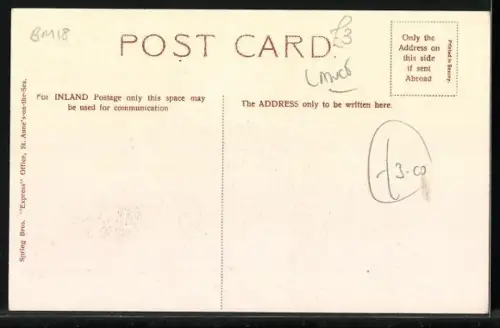 BM18
£3
POST CARD.
Lancs
Only the
Address on
this side
if sent
Abroad
Printed in Saxony.
For INLAND Postage only this space may
be used for communication
The ADDRESS only to be written here.
Spring Bros. "Express" Office, St. Anne's-on-the-Sea.
3-00